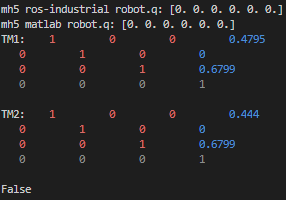 mh5 ros-industrial robot.q: [0. 0. 0. 0. 0. 0.]
mh5 matlab robot.q: [0. 0. 0. 0. 0. 0.]
TM1: 1 0 0 0.4795
0 1 0 0
0 0 1 0.6799
0 0 0 1
TM2: 1 0 0 0.444
0 1 0 0
0 0 1 0.6799
0 0 0 1
False